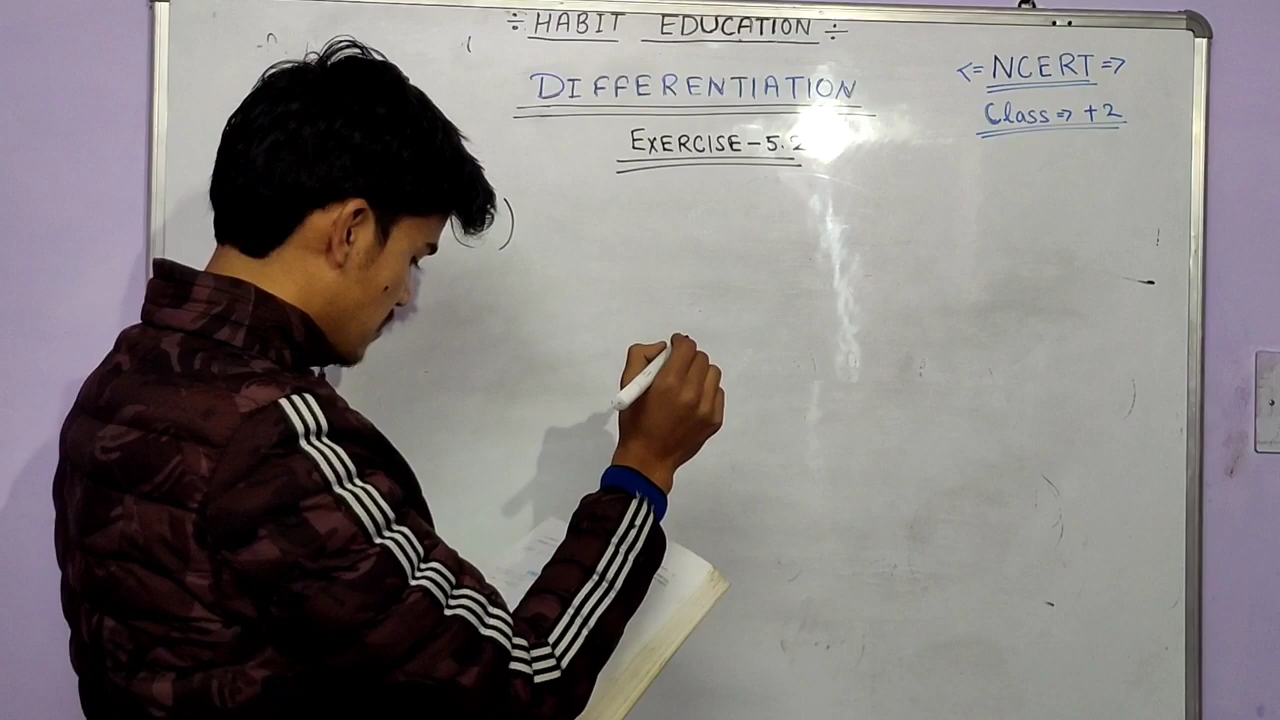 ÷ HABIT EDUCATION ÷
DIFFERENTIATION
<= NCERT =>
Class => +2
EXERCISE - 5.2
)